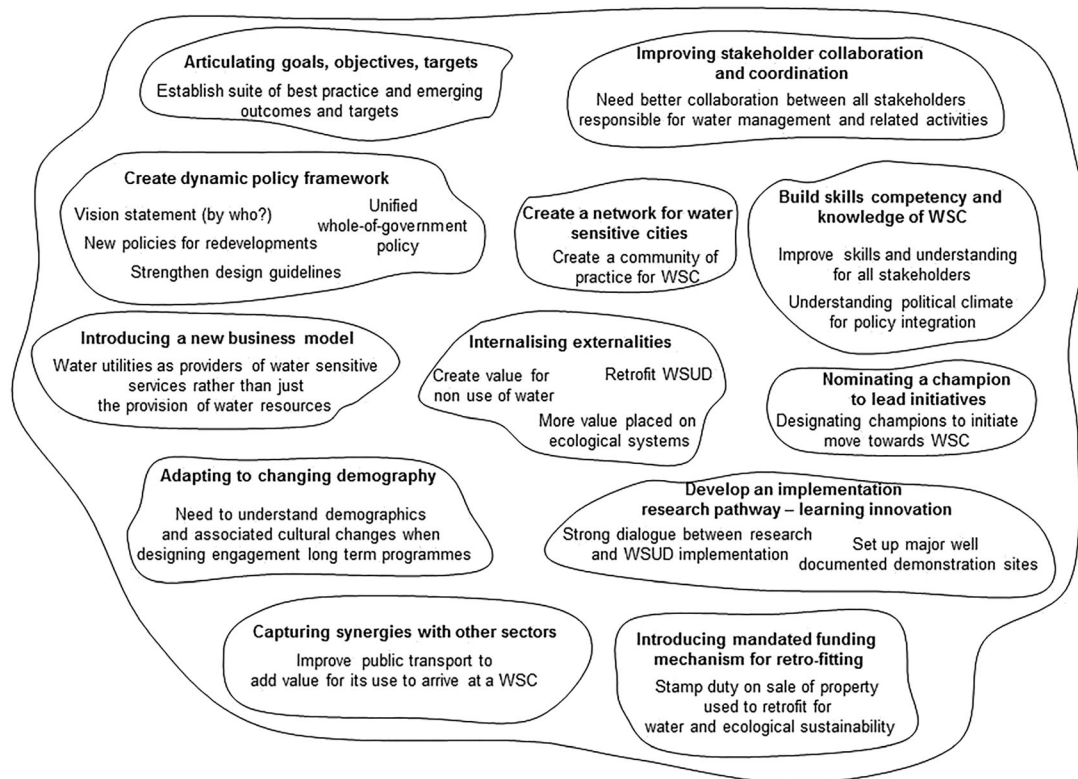 Articulating goals, objectives, targets
Establish suite of best practice and emerging
outcomes and targets
Improving stakeholder collaboration
and coordination
Need better collaboration between all stakeholders
responsible for water management and related activities
Create dynamic policy framework
Vision statement (by who?)
New policies for redevelopments
Strengthen design guidelines
Unified
whole-of-government
policy
Create a network for water
sensitive cities
Create a community of
practice for WSC
Build skills competency and
knowledge of WSC
Improve skills and understanding
for all stakeholders
Understanding political climate
for policy integration
Introducing a new business model
Water utilities as providers of water sensitive
services rather than just
the provision of water resources
Internalising externalities
Create value for
non use of water
Retrofit WSUD
More value placed on
ecological systems
Nominating a champion
to lead initiatives
Designating champions to initiate
move towards WSC
Adapting to changing demography
Need to understand demographics
and associated cultural changes when
designing engagement long term programmes
Develop an implementation
research pathway – learning innovation
Strong dialogue between research
and WSUD implementation
Set up major well
documented demonstration sites
Capturing synergies with other sectors
Improve public transport to
add value for its use to arrive at a WSC
Introducing mandated funding
mechanism for retro-fitting
Stamp duty on sale of property
used to retrofit for
water and ecological sustainability